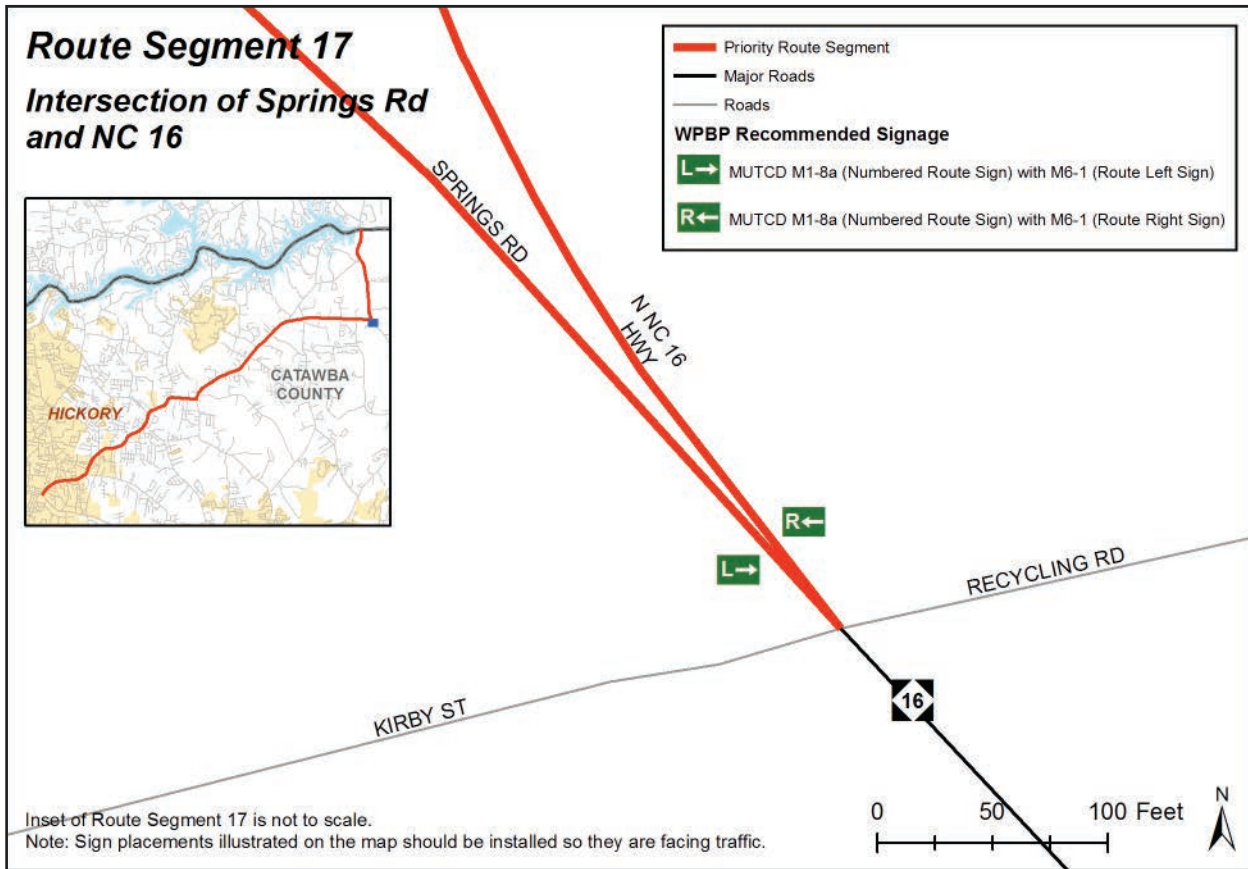 Route Segment 17
Intersection of Springs Rd
and NC 16
Priority Route Segment
Major Roads
Roads
WPBP Recommended Signage
L→ MUTCD M1-8a (Numbered Route Sign) with M6-1 (Route Left Sign)
R← MUTCD M1-8a (Numbered Route Sign) with M6-1 (Route Right Sign)
SPRINGS RD
N NC 16
HWY
CATAWBA
COUNTY
HICKORY
R←
L→
RECYCLING RD
16
KIRBY ST
Inset of Route Segment 17 is not to scale.
Note: Sign placements illustrated on the map should be installed so they are facing traffic.
0 50 100 Feet
N